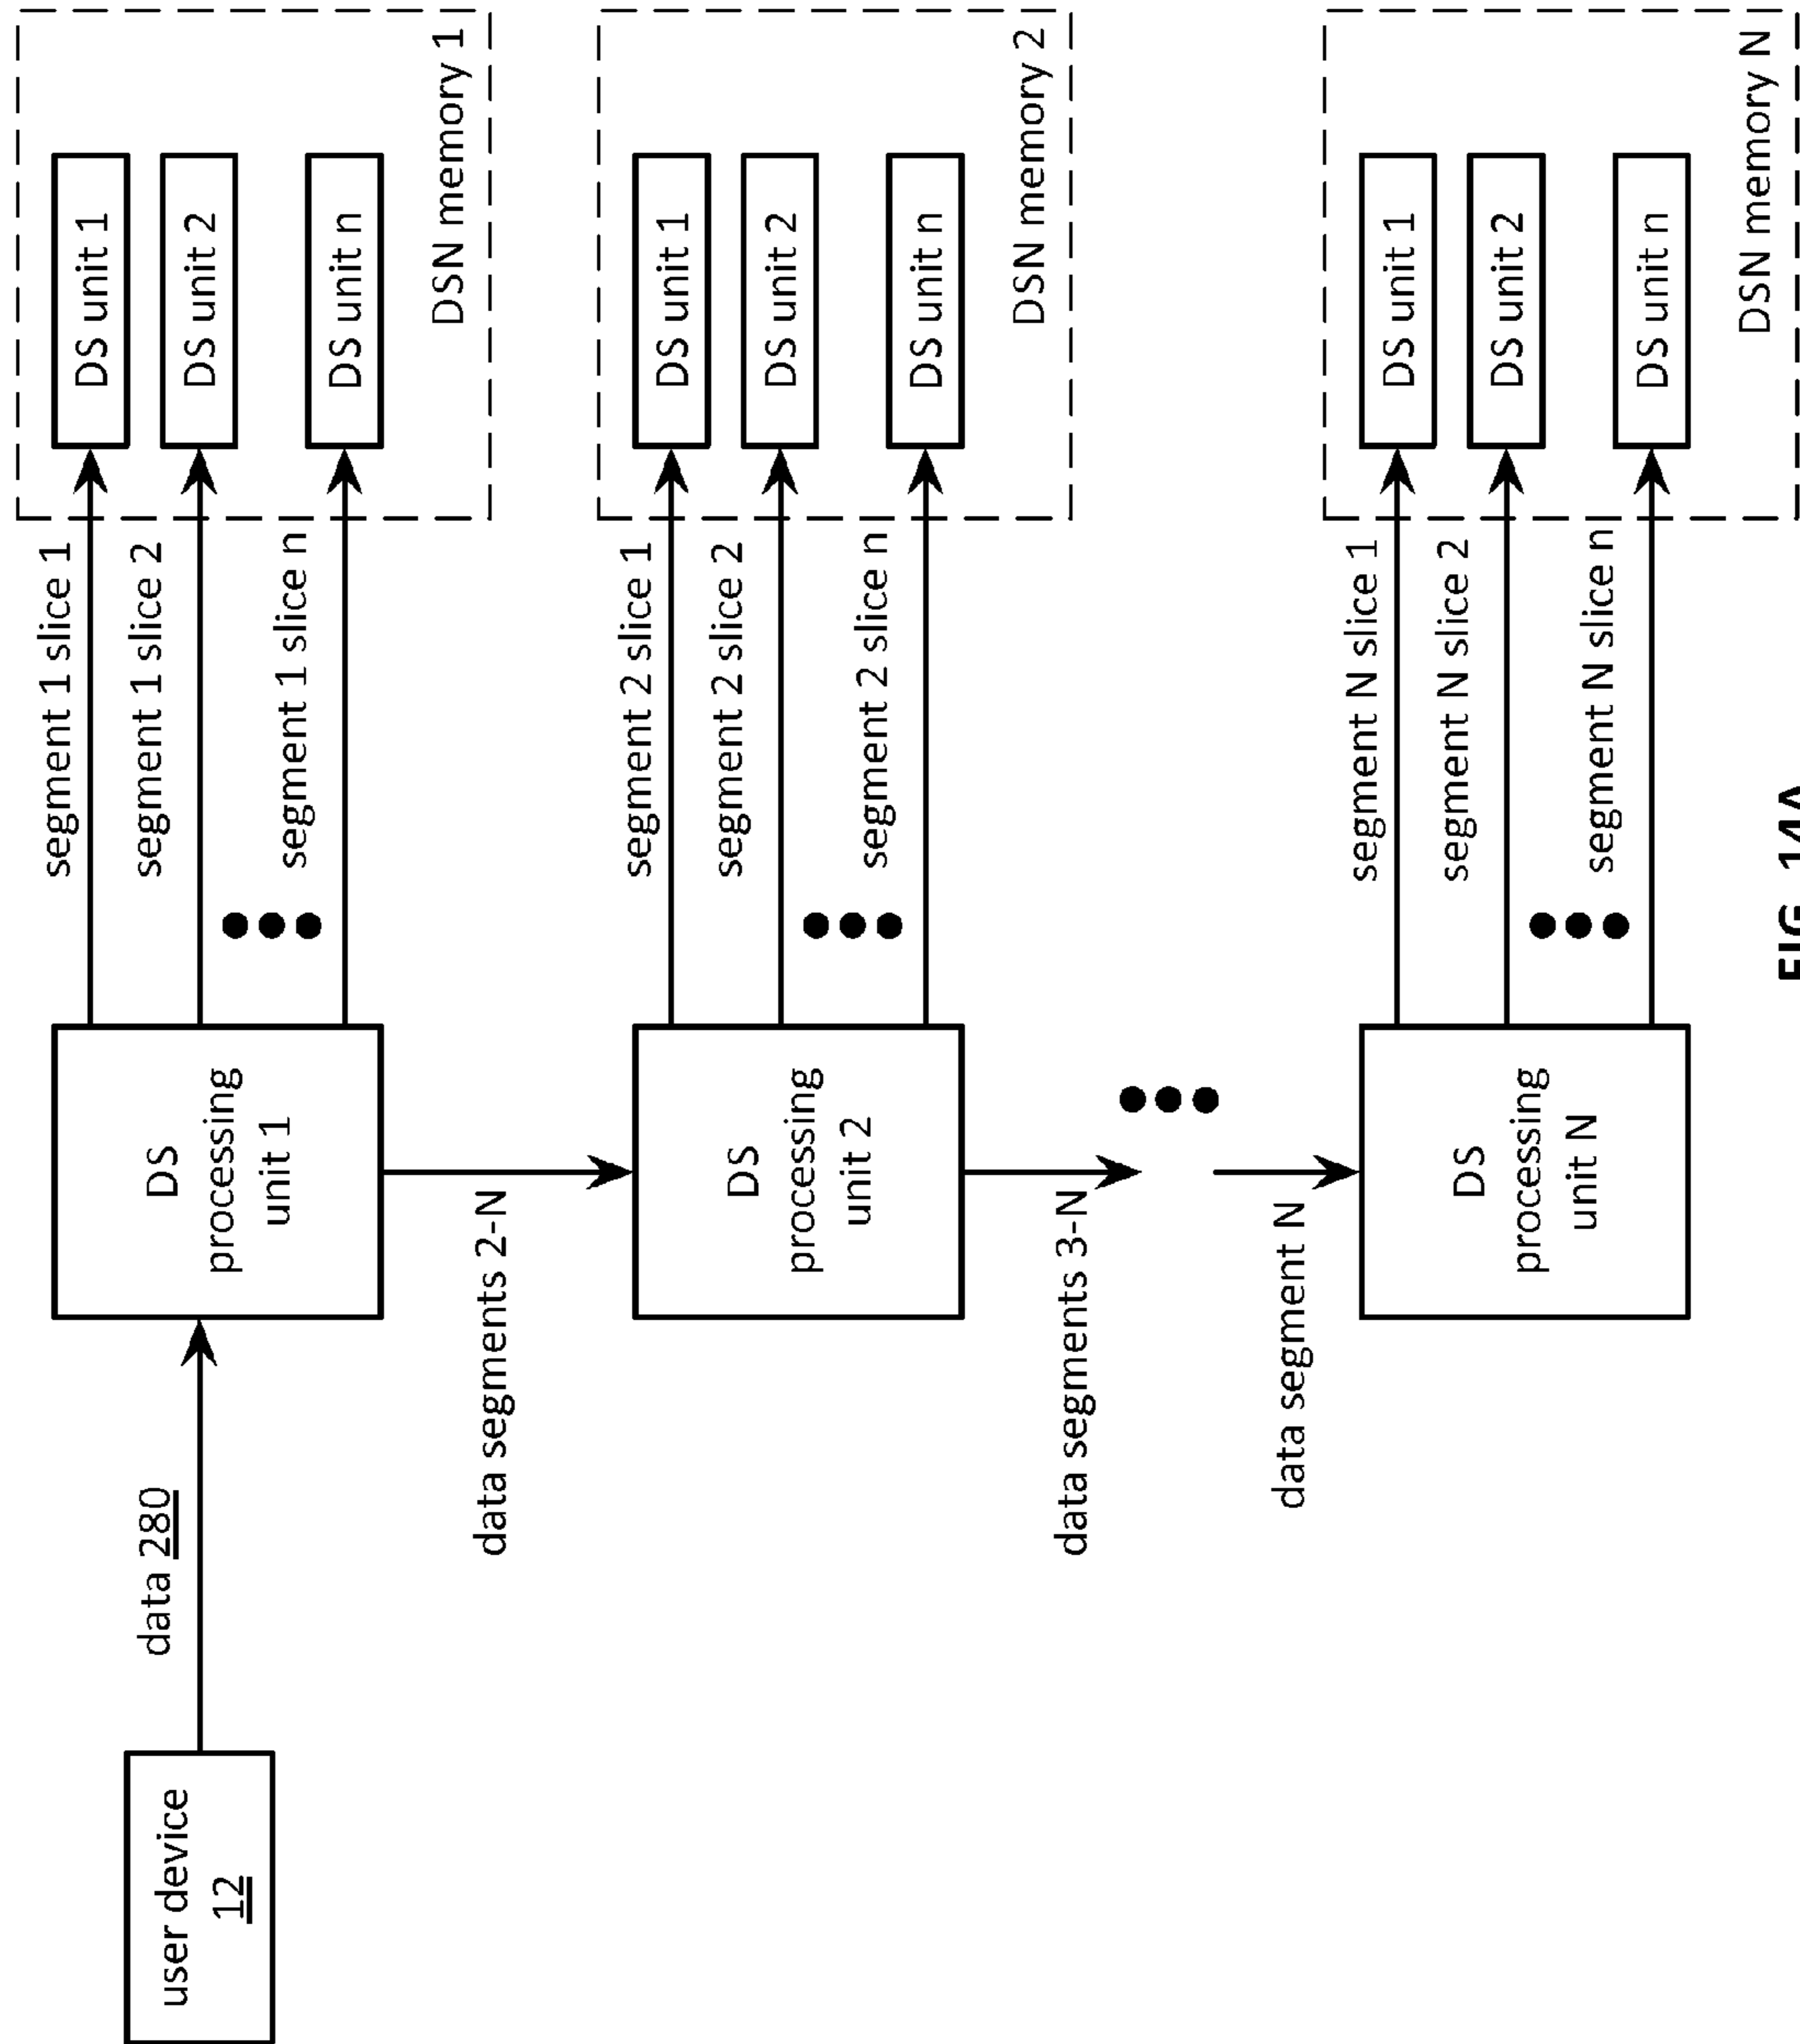 user device
12
data 280
DS
processing
unit 1
segment 1 slice 1
segment 1 slice 2
segment 1 slice n
DS unit 1
DS unit 2
DS unit n
DSN memory 1
data segments 2-N
DS
processing
unit 2
segment 2 slice 1
segment 2 slice 2
segment 2 slice n
DS unit 1
DS unit 2
DS unit n
DSN memory 2
data segments 3-N
data segment N
DS
processing
unit N
segment N slice 1
segment N slice 2
segment N slice n
DS unit 1
DS unit 2
DS unit n
DSN memory N
FIG. 14A